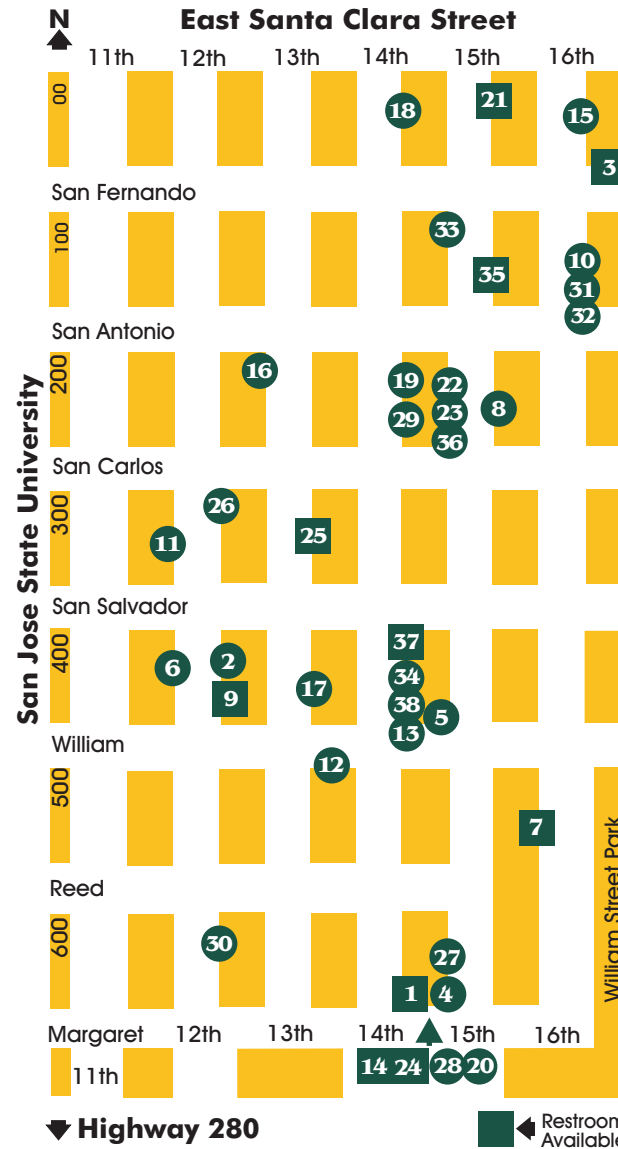 N
East Santa Clara Street
11th 12th 13th 14th 15th 16th
00
18 21 15
3
San Fernando
100
33
35 10
31
32
San Antonio
200
16 19 22
29 23 8
36
San Carlos
300
26
11 25
San Salvador
400
37
6 2 34
9 17 38 5
13
William
500
12
7
Reed
600
30 27
1 4
Margaret 12th 13th 14th 15th 16th
11th 14 24 28 20
San Jose State University
William Street Park
Highway 280
Restroom
Available